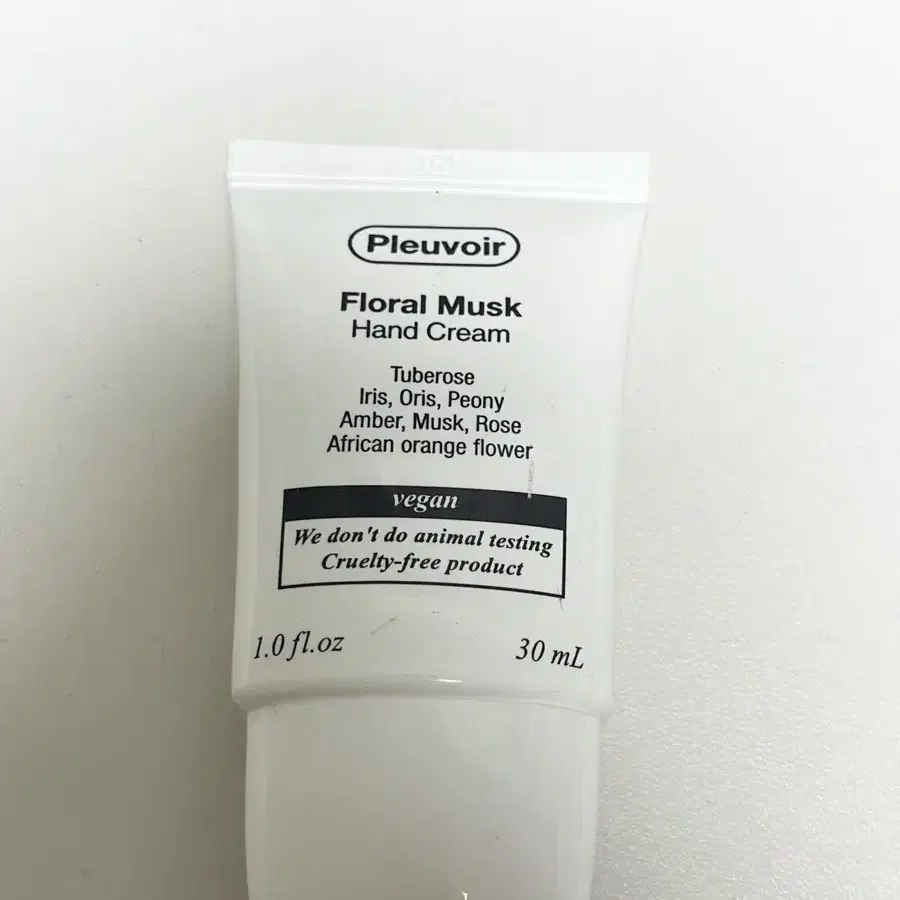 Pleuvoir
Floral Musk
Hand Cream
Tuberose
Iris, Oris, Peony
Amber, Musk, Rose
African orange flower
vegan
We don't do animal testing
Cruelty-free product
1.0 fl.oz 30 mL